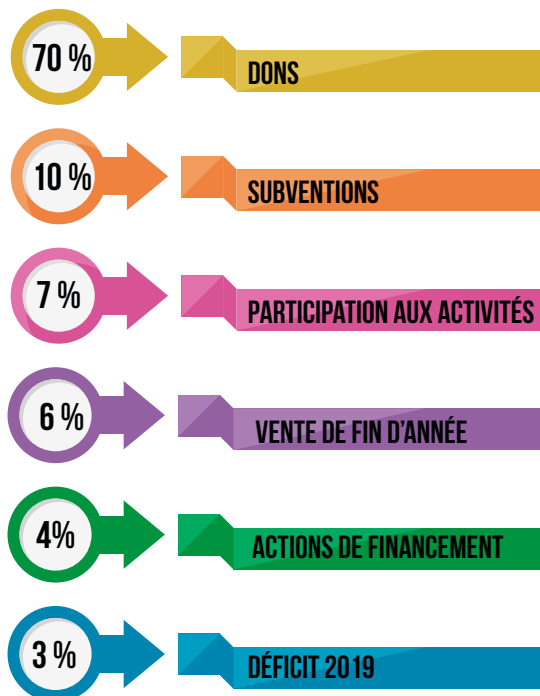 70 %
DONS
10 %
SUBVENTIONS
7 %
PARTICIPATION AUX ACTIVITÉS
6 %
VENTE DE FIN D'ANNÉE
4%
ACTIONS DE FINANCEMENT
3 %
DÉFICIT 2019